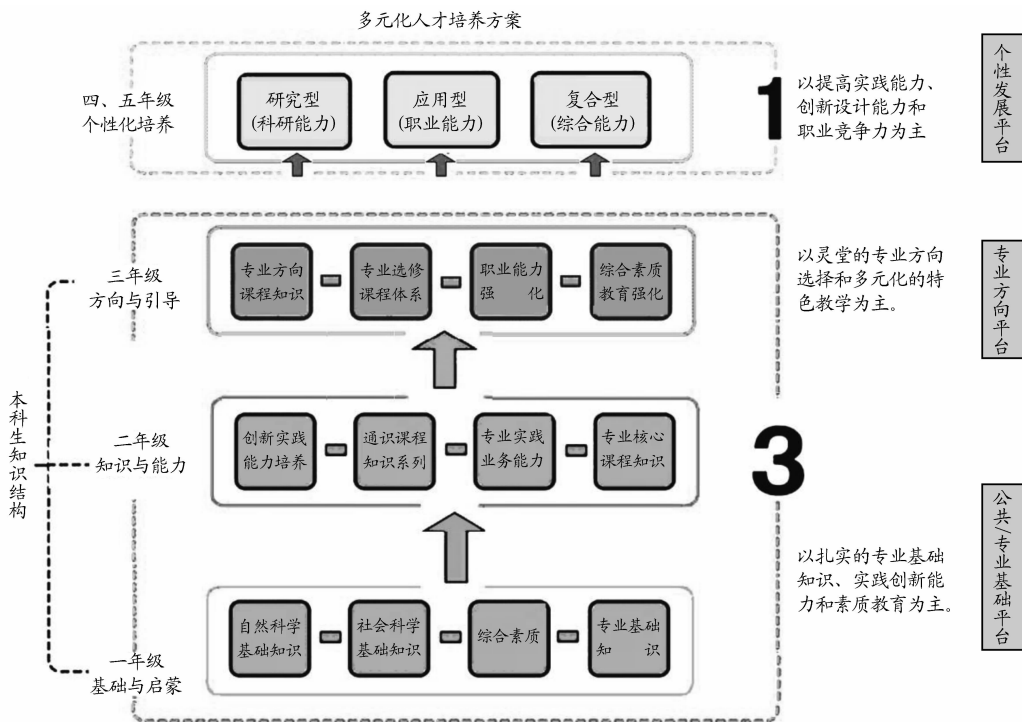 多元化人才培养方案
四、五年级
个性化培养
研究型
(科研能力)
应用型
(职业能力)
复合型
(综合能力)
1
以提高实践能力、
创新设计能力和
职业竞争力为主
个性发展平台
三年级
方向与引导
专业方向
课程知识
专业选修
课程体系
职业能力
强 化
综合素质
教育强化
以灵堂的专业方向
选择和多元化的特
色教学为主。
专业方向平台
本科生知识结构
二年级
知识与能力
创新实践
能力培养
通识课程
知识系列
专业实践
业务能力
专业核心
课程知识
3
一年级
基础与启蒙
自然科学
基础知识
社会科学
基础知识
综合素质
专业基础
知 识
以扎实的专业基础
知识、实践创新能
力和素质教育为主。
公共/专业基础平台